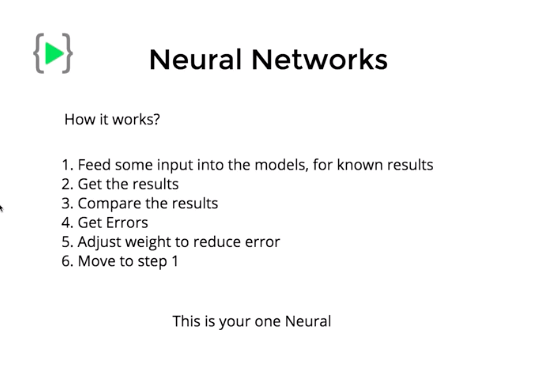 Neural Networks
How it works?
1. Feed some input into the models, for known results
2. Get the results
3. Compare the results
4. Get Errors
5. Adjust weight to reduce error
6. Move to step 1
This is your one Neural